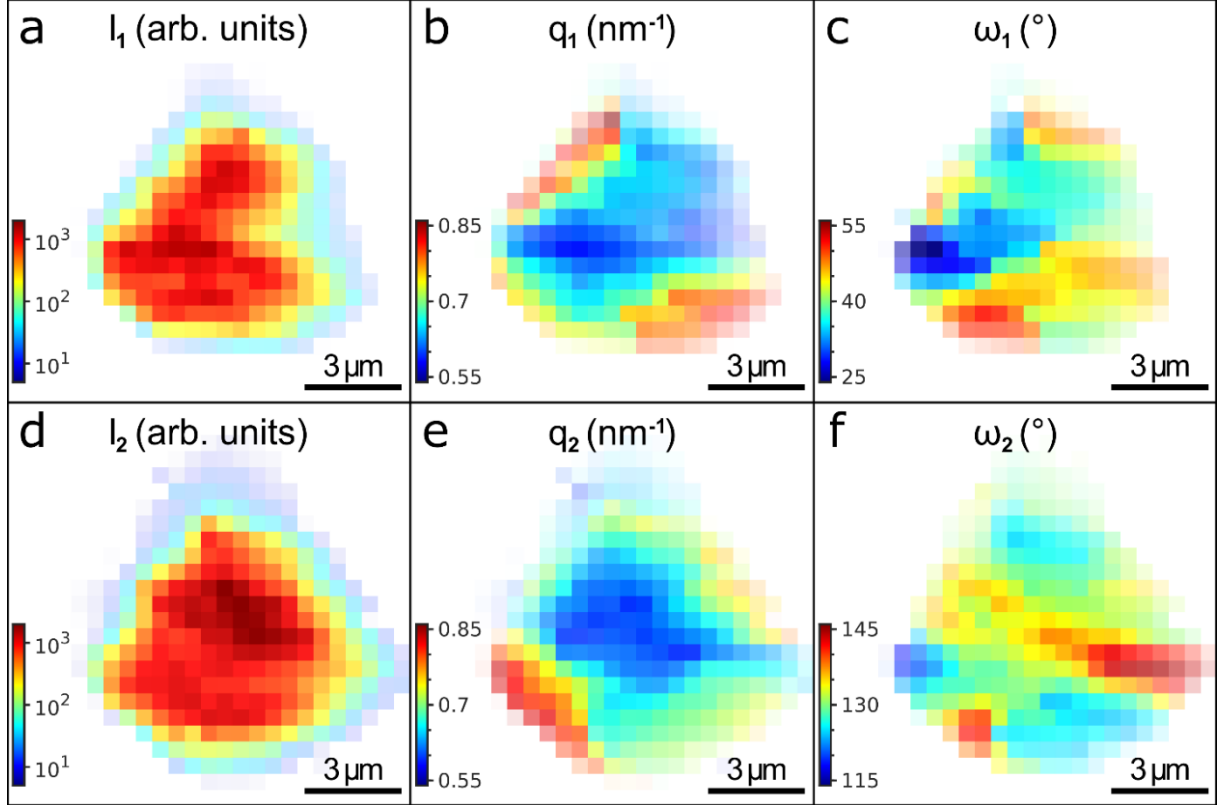 a I₁ (arb. units)
10³
10²
10¹
3 µm
b q₁ (nm⁻¹)
0.85
0.7
0.55
3 µm
c ω₁ (°)
55
40
25
3 µm
d I₂ (arb. units)
10³
10²
10¹
3 µm
e q₂ (nm⁻¹)
0.85
0.7
0.55
3 µm
f ω₂ (°)
145
130
115
3 µm